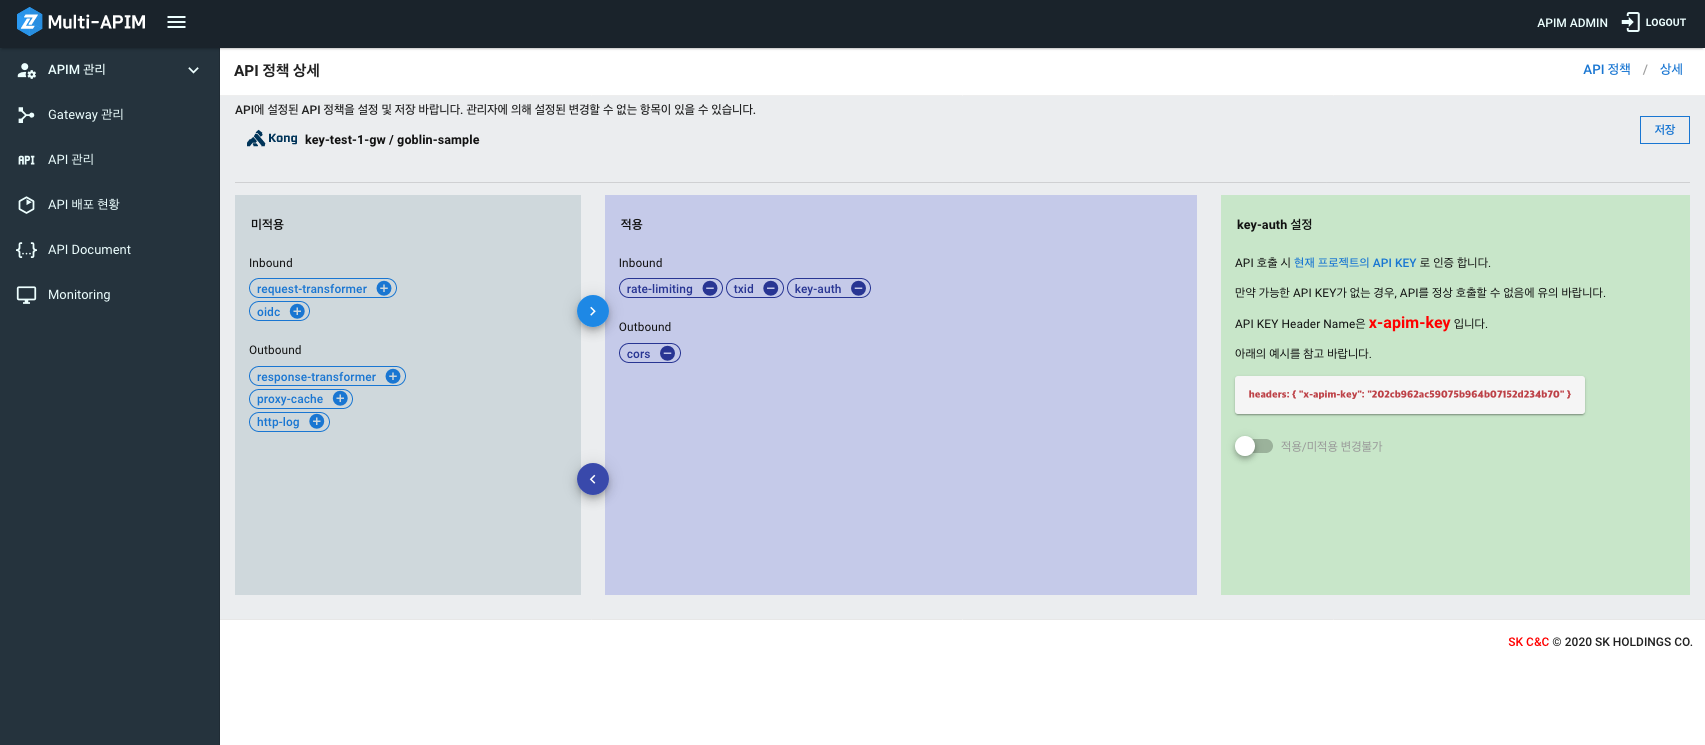 Multi-APIM
APIM ADMIN
LOGOUT
APIM 관리
Gateway 관리
API 관리
API 배포 현황
API Document
Monitoring
API 정책 상세
API 정책 / 상세
API에 설정된 API 정책을 설정 및 저장 바랍니다. 관리자에 의해 설정된 변경할 수 없는 항목이 있을 수 있습니다.
Kong key-test-1-gw / goblin-sample
저장
미적용
Inbound
request-transformer
oidc
Outbound
response-transformer
proxy-cache
http-log
적용
Inbound
rate-limiting txid key-auth
Outbound
cors
key-auth 설정
API 호출 시 현재 프로젝트의 API KEY 로 인증 합니다.
만약 가능한 API KEY가 없는 경우, API를 정상 호출할 수 없음에 유의 바랍니다.
API KEY Header Name은 x-apim-key 입니다.
아래의 예시를 참고 바랍니다.
headers: { "x-apim-key": "202cb962ac59075b964b07152d234b70" }
적용/미적용 변경불가
SK C&C © 2020 SK HOLDINGS CO.